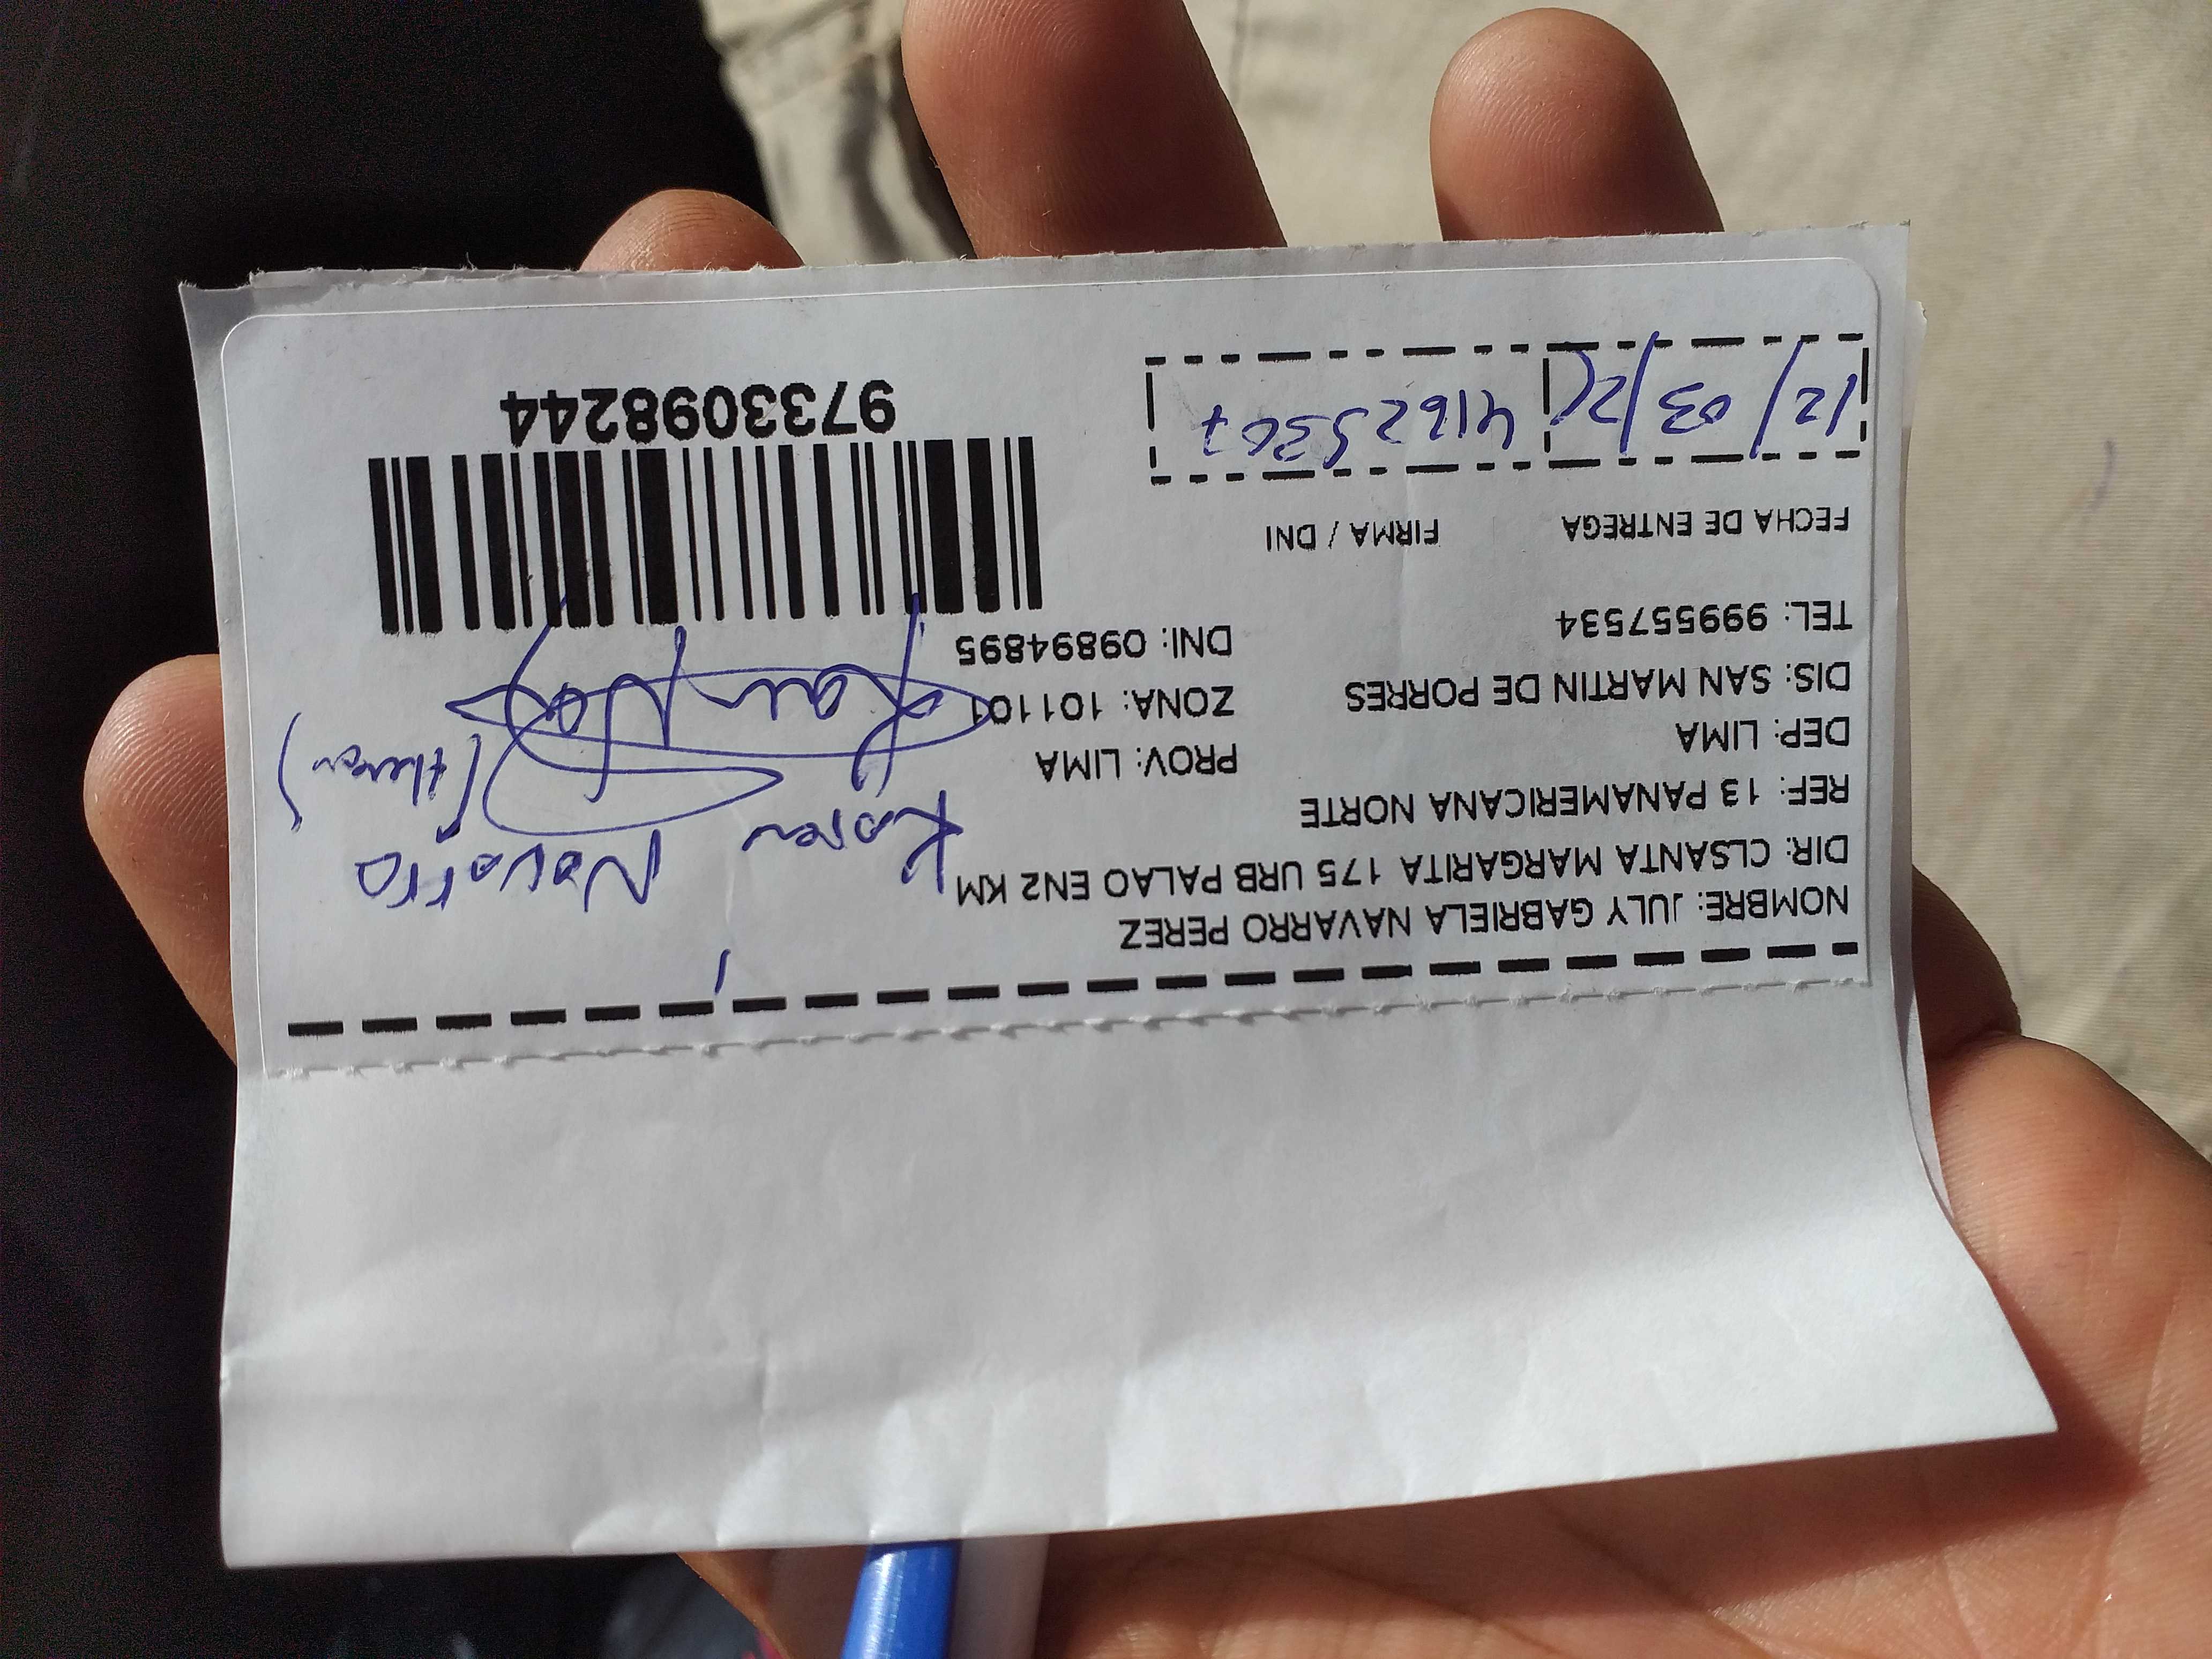 NOMBRE: JULY GABRIELA NAVARRO PEREZ
DIR: CLSANTA MARGARITA 175 URB PALAO EN2 KM
REF: 13 PANAMERICANA NORTE
DEP: LIMA PROV: LIMA
DIS: SAN MARTIN DE PORRES ZONA: 101101
TEL: 999557534 DNI: 09894895
Karen Navarro
FECHA DE ENTREGA FIRMA / DNI
12/03/
9733098244